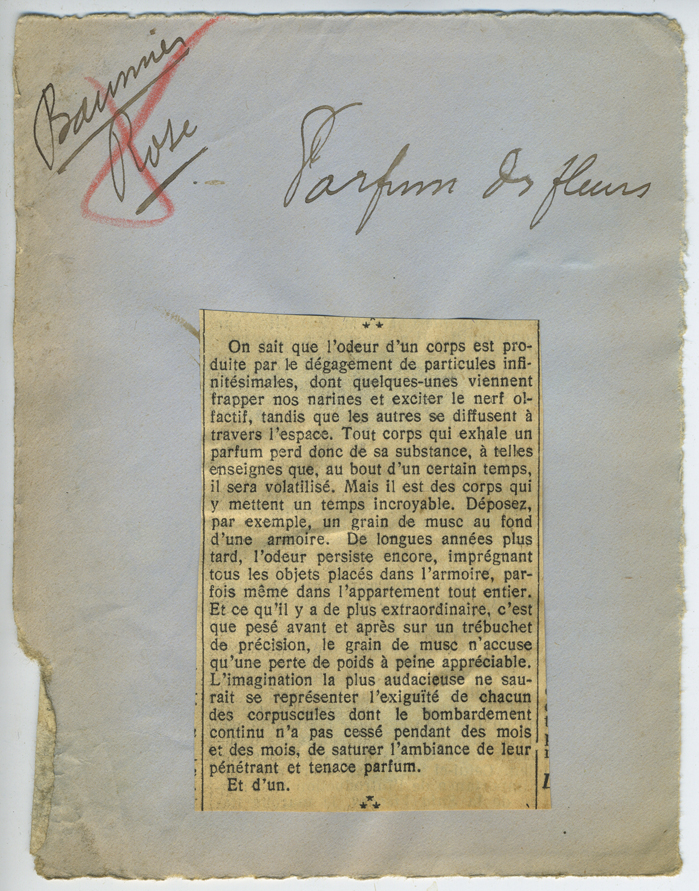 Baumier
Rose
Parfum des fleurs
On sait que l'odeur d'un corps est pro-
duite par le dégagement de particules infi-
nitésimales, dont quelques-unes viennent
frapper nos narines et exciter le nerf ol-
factif, tandis que les autres se diffusent à
travers l'espace. Tout corps qui exhale un
parfum perd donc de sa substance, à telles
enseignes que, au bout d'un certain temps,
il sera volatilisé. Mais il est des corps qui
y mettent un temps incroyable. Déposez,
par exemple, un grain de musc au fond
d'une armoire. De longues années plus
tard, l'odeur persiste encore, imprégnant
tous les objets placés dans l'armoire, par-
fois même dans l'appartement tout entier.
Et ce qu'il y a de plus extraordinaire, c'est
que pesé avant et après sur un trébuchet
de précision, le grain de musc n'accuse
qu'une perte de poids à peine appréciable.
L'imagination la plus audacieuse ne sau-
rait se représenter l'exiguïté de chacun
des corpuscules dont le bombardement
continu n'a pas cessé pendant des mois
et des mois, de saturer l'ambiance de leur
pénétrant et tenace parfum.
Et d'un.